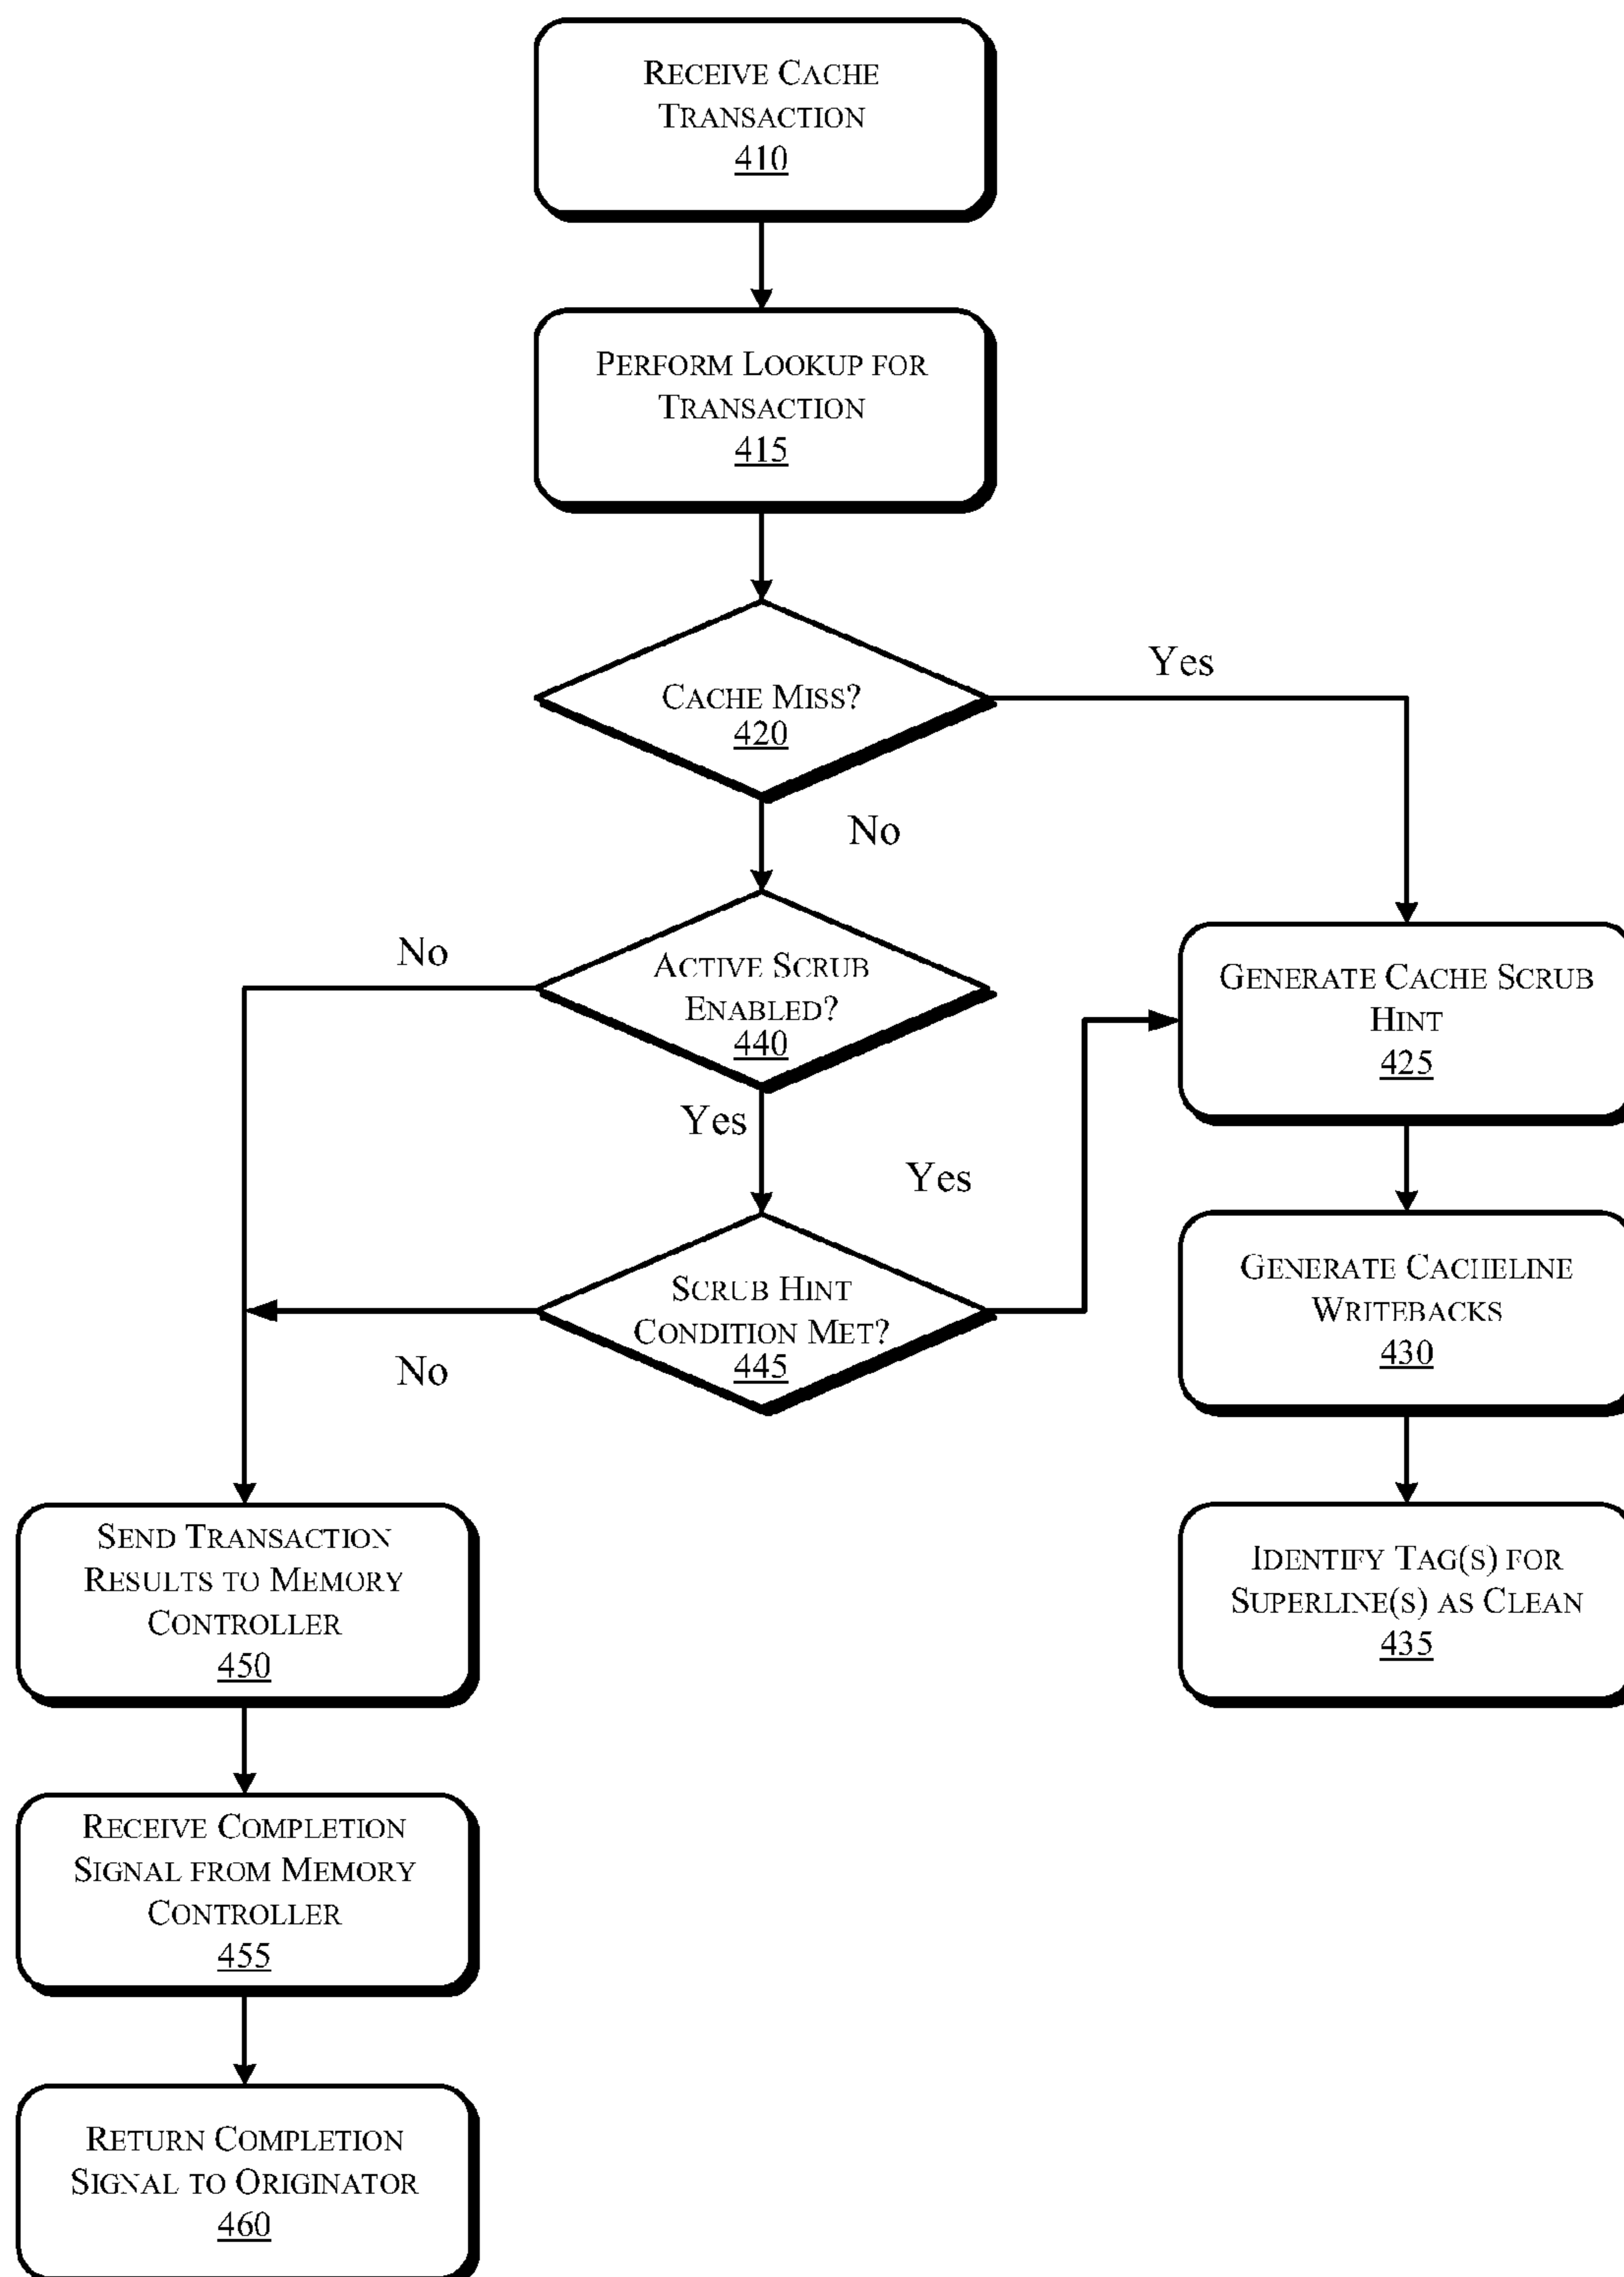 RECEIVE CACHE
TRANSACTION
410
PERFORM LOOKUP FOR
TRANSACTION
415
Yes
CACHE MISS?
420
No
No
ACTIVE SCRUB
ENABLED?
440
GENERATE CACHE SCRUB
HINT
425
Yes
Yes
SCRUB HINT
CONDITION MET?
445
No
GENERATE CACHELINE
WRITEBACKS
430
SEND TRANSACTION
RESULTS TO MEMORY
CONTROLLER
450
IDENTIFY TAG(S) FOR
SUPERLINE(S) AS CLEAN
435
RECEIVE COMPLETION
SIGNAL FROM MEMORY
CONTROLLER
455
RETURN COMPLETION
SIGNAL TO ORIGINATOR
460